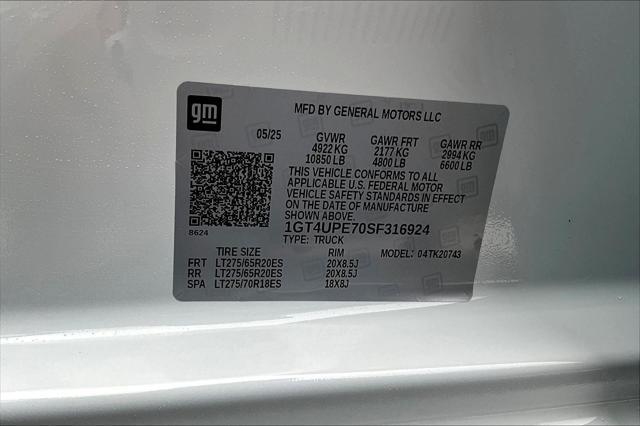 gm
MFD BY GENERAL MOTORS LLC
05/25 GVWR GAWR FRT GAWR RR
4922 KG 2177 KG 2994 KG
10850 LB 4800 LB 6600 LB
THIS VEHICLE CONFORMS TO ALL
APPLICABLE U.S. FEDERAL MOTOR
VEHICLE SAFETY STANDARDS IN EFFECT
ON THE DATE OF MANUFACTURE
SHOWN ABOVE.
8624
1GT4UPE70SF316924
TYPE: TRUCK
TIRE SIZE RIM MODEL: 04TK20743
FRT LT275/65R20ES 20X8.5J
RR LT275/65R20ES 20X8.5J
SPA LT275/70R18ES 18X8J